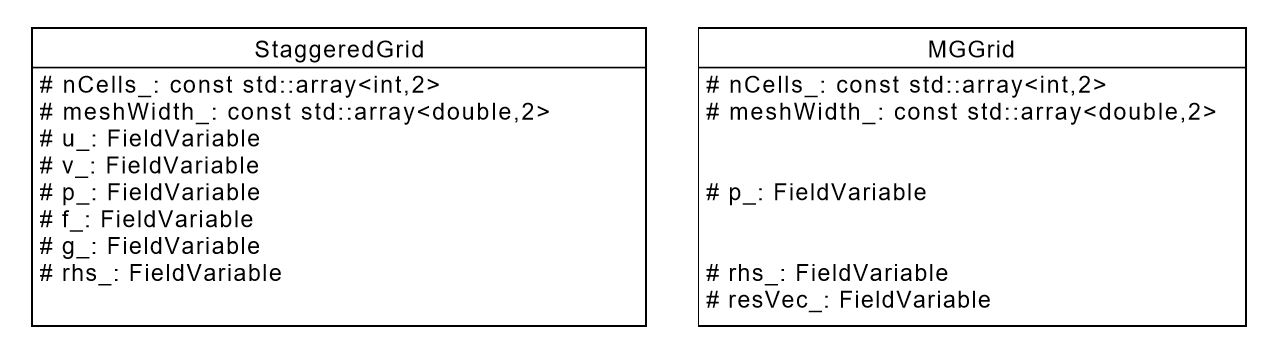 StaggeredGrid
# nCells_: const std::array<int,2>
# meshWidth_: const std::array<double,2>
# u_: FieldVariable
# v_: FieldVariable
# p_: FieldVariable
# f_: FieldVariable
# g_: FieldVariable
# rhs_: FieldVariable
MGGrid
# nCells_: const std::array<int,2>
# meshWidth_: const std::array<double,2>
# p_: FieldVariable
# rhs_: FieldVariable
# resVec_: FieldVariable